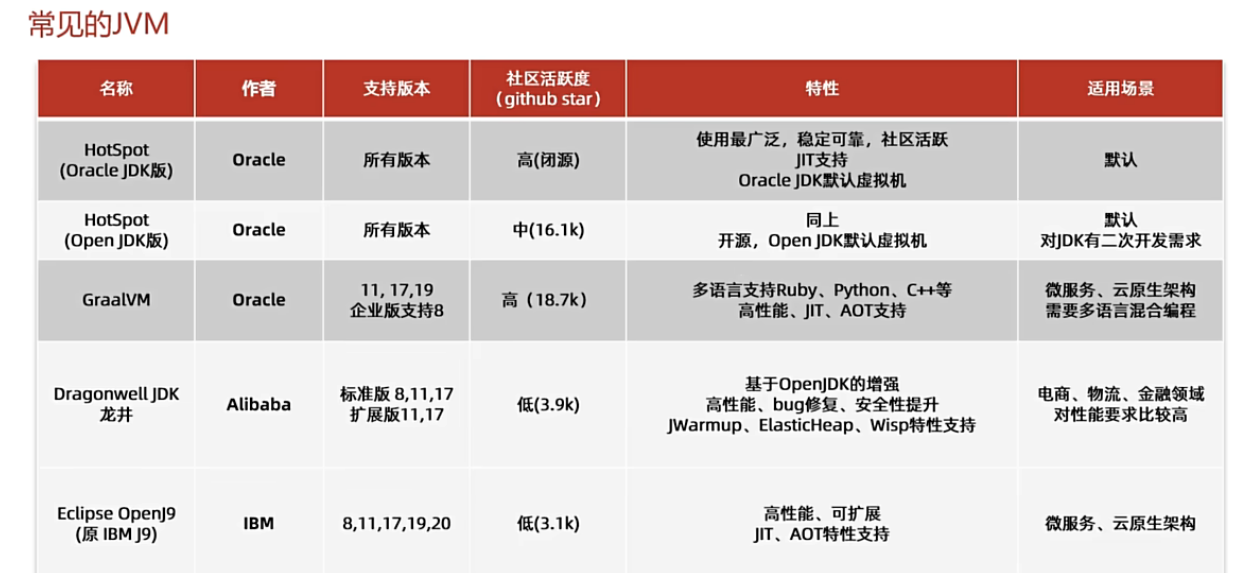 常见的JVM
名称
作者
支持版本
社区活跃度
（github star）
特性
适用场景
HotSpot
(Oracle JDK版)
Oracle
所有版本
高(闭源)
使用最广泛，稳定可靠，社区活跃
JIT支持
Oracle JDK默认虚拟机
默认
HotSpot
(Open JDK版)
Oracle
所有版本
中(16.1k)
同上
开源，Open JDK默认虚拟机
默认
对JDK有二次开发需求
GraalVM
Oracle
11, 17,19
企业版支持8
高（18.7k）
多语言支持Ruby、Python、C++等
高性能、JIT、AOT支持
微服务、云原生架构
需要多语言混合编程
Dragonwell JDK
龙井
Alibaba
标准版 8,11,17
扩展版11,17
低(3.9k)
基于OpenJDK的增强
高性能、bug修复、安全性提升
JWarmup、ElasticHeap、Wisp特性支持
电商、物流、金融领域
对性能要求比较高
Eclipse OpenJ9
(原 IBM J9)
IBM
8,11,17,19,20
低(3.1k)
高性能、可扩展
JIT、AOT特性支持
微服务、云原生架构